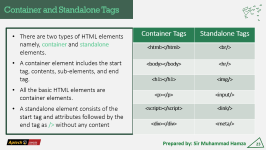 Container and Standalone Tags
• There are two types of HTML elements
namely, container and standalone
elements.
• A container element includes the start
tag, contents, sub-elements, and end
tag.
• All the basic HTML elements are
container elements.
• A standalone element consists of the
start tag and attributes followed by the
end tag as /> without any content
Container Tags Standalone Tags
<html></html> <br/>
<body></body> <hr/>
<h1></h1> <img/>
<p></p> <input/>
<script></script> <link/>
<div></div> <meta/>
Aptech
Prepared by: Sir Muhammad Hamza